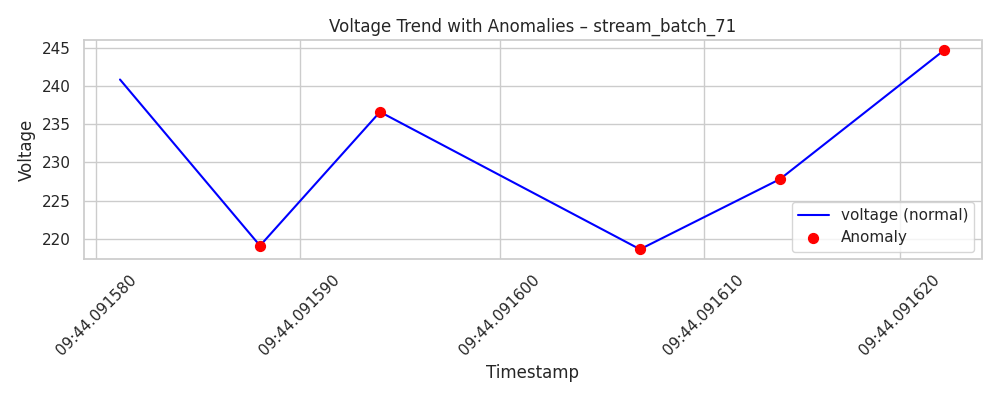 Voltage Trend with Anomalies – stream_batch_71
Voltage
245
240
235
230
225
220
voltage (normal)
Anomaly
09:44.091580
09:44.091590
09:44.091600
09:44.091610
09:44.091620
Timestamp